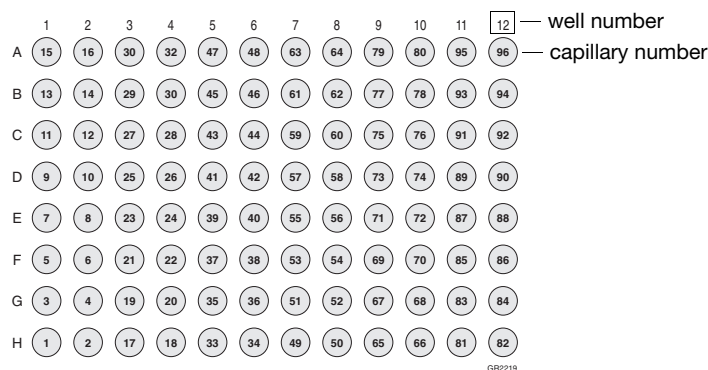 1 2 3 4 5 6 7 8 9 10 11 12 — well number
A 15 16 30 32 47 48 63 64 79 80 95 96 — capillary number
B 13 14 29 30 45 46 61 62 77 78 93 94
C 11 12 27 28 43 44 59 60 75 76 91 92
D 9 10 25 26 41 42 57 58 73 74 89 90
E 7 8 23 24 39 40 55 56 71 72 87 88
F 5 6 21 22 37 38 53 54 69 70 85 86
G 3 4 19 20 35 36 51 52 67 68 83 84
H 1 2 17 18 33 34 49 50 65 66 81 82
GR2219